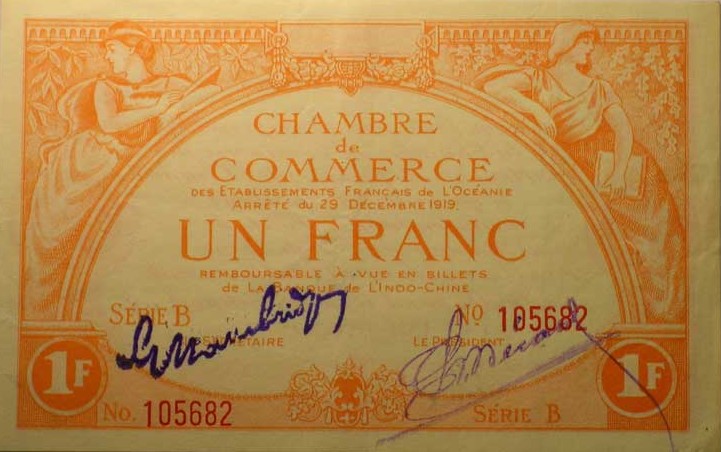 CHAMBRE
de
COMMERCE
DES ETABLISSEMENTS FRANÇAIS de L'OCÉANIE
ARRÊTÉ du 29 DÉCEMBRE 1919.
UN FRANC
REMBOURSABLE À VUE EN BILLETS
de LA BANQUE de L'INDO-CHINE
SÉRIE B
NO 105682
LE PRÉSIDENT
1F
1F
No. 105682
SÉRIE B